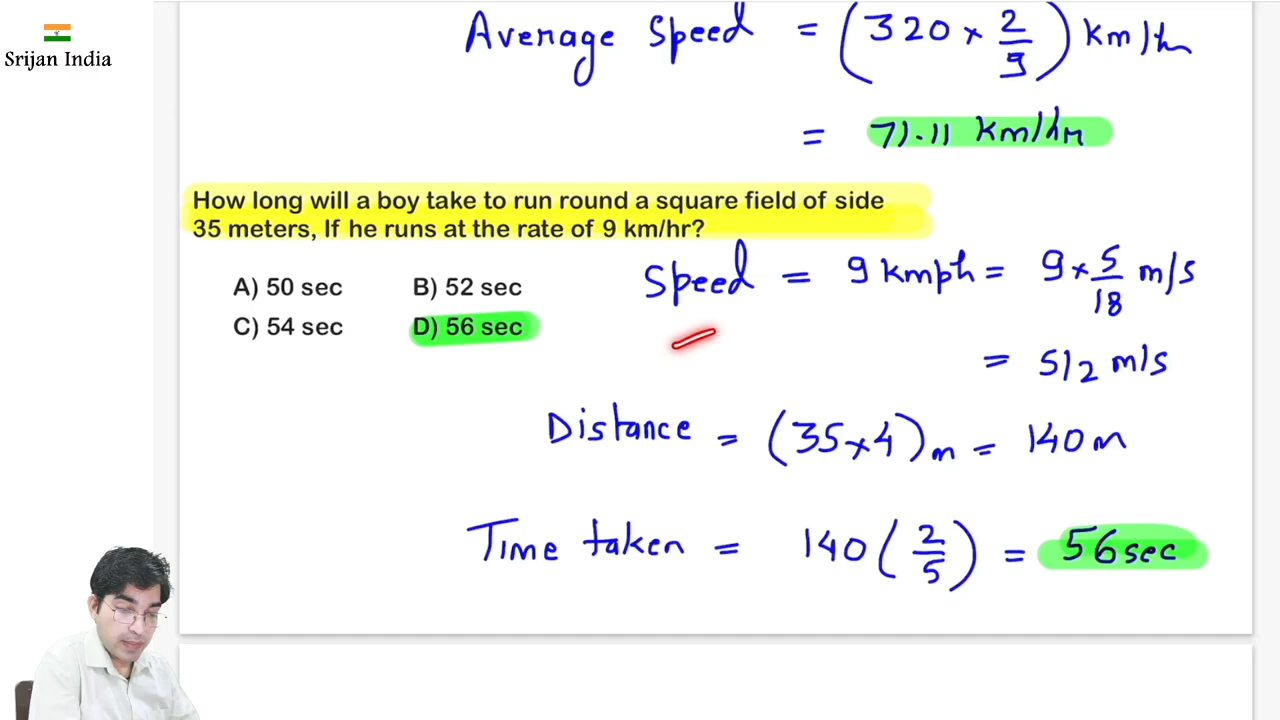 Srijan India
Average Speed = (320 × 2/9) km/hr
= 71.11 km/hr
How long will a boy take to run round a square field of side
35 meters, If he runs at the rate of 9 km/hr?
Speed = 9 kmph = 9 × 5/18 m/s
A) 50 sec B) 52 sec
C) 54 sec D) 56 sec
= 5/2 m/s
Distance = (35×4) m = 140 m
Time taken = 140 (2/5) = 56 sec